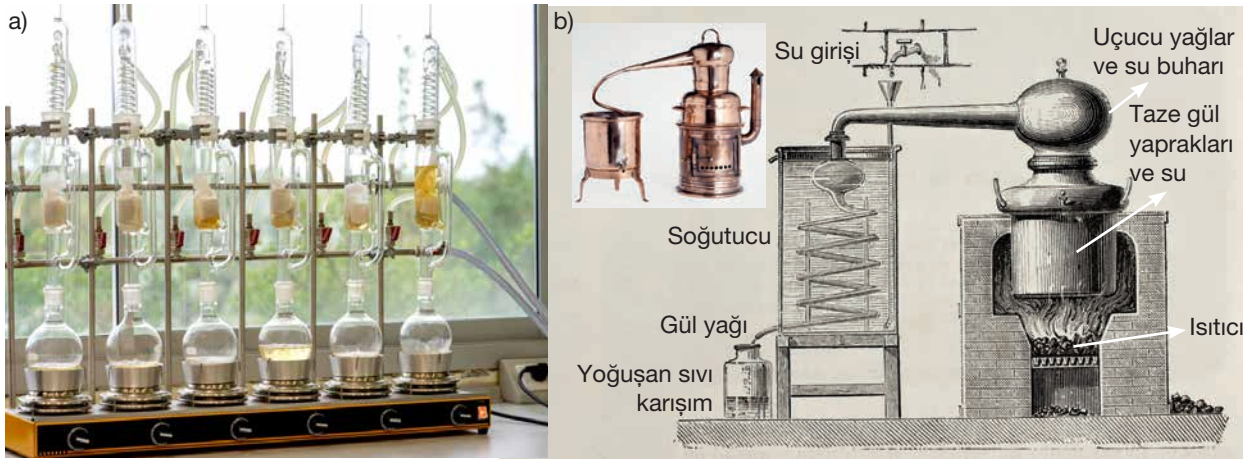 a)
b)
Su girişi
Uçucu yağlar
ve su buharı
Taze gül
yaprakları
ve su
Soğutucu
Gül yağı
Isıtıcı
Yoğuşan sıvı
karışım